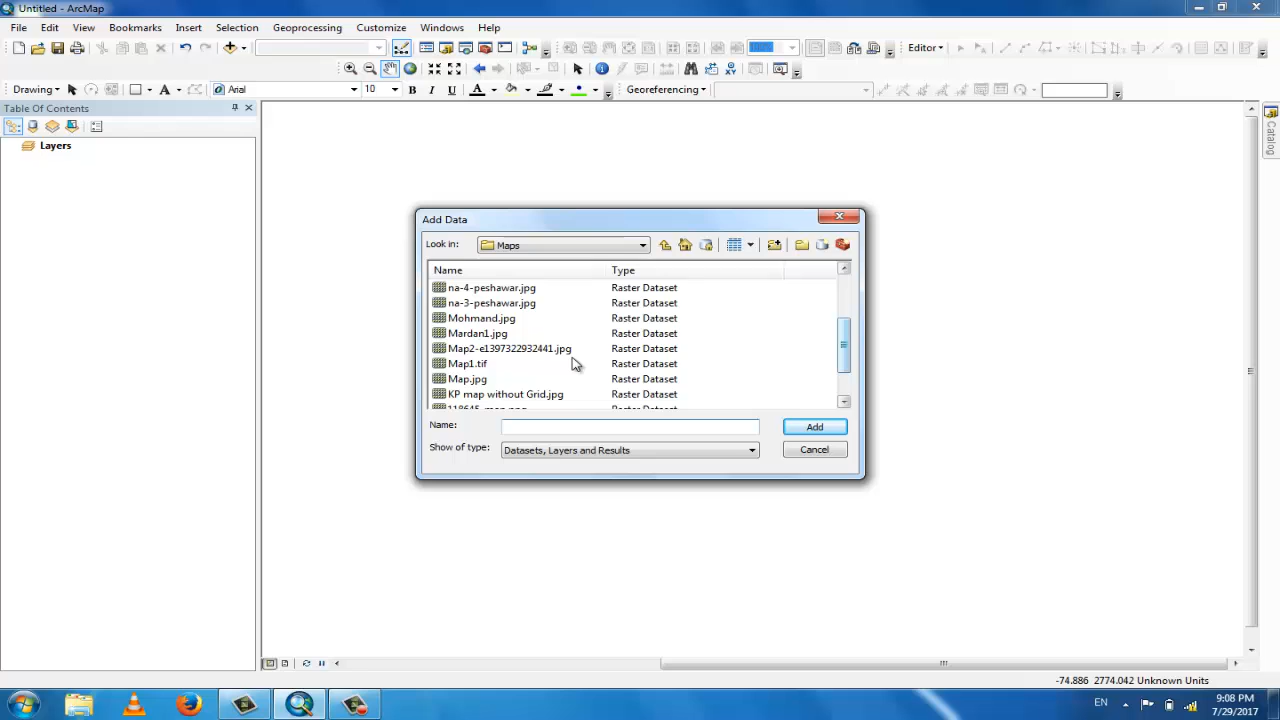 Untitled - ArcMap
File Edit View Bookmarks Insert Selection Geoprocessing Customize Windows Help
Editor
Drawing A Arial 10 B I U A Georeferencing
Table Of Contents
Layers
Catalog
Add Data
Look in: Maps
Name Type
na-4-peshawar.jpg Raster Dataset
na-3-peshawar.jpg Raster Dataset
Mohmand.jpg Raster Dataset
Mardan1.jpg Raster Dataset
Map2-e1397322932441.jpg Raster Dataset
Map1.tif Raster Dataset
Map.jpg Raster Dataset
KP map without Grid.jpg Raster Dataset
Name: Add
Show of type: Datasets, Layers and Results Cancel
-74.886 2774.042 Unknown Units
EN 9:08 PM
7/29/2017